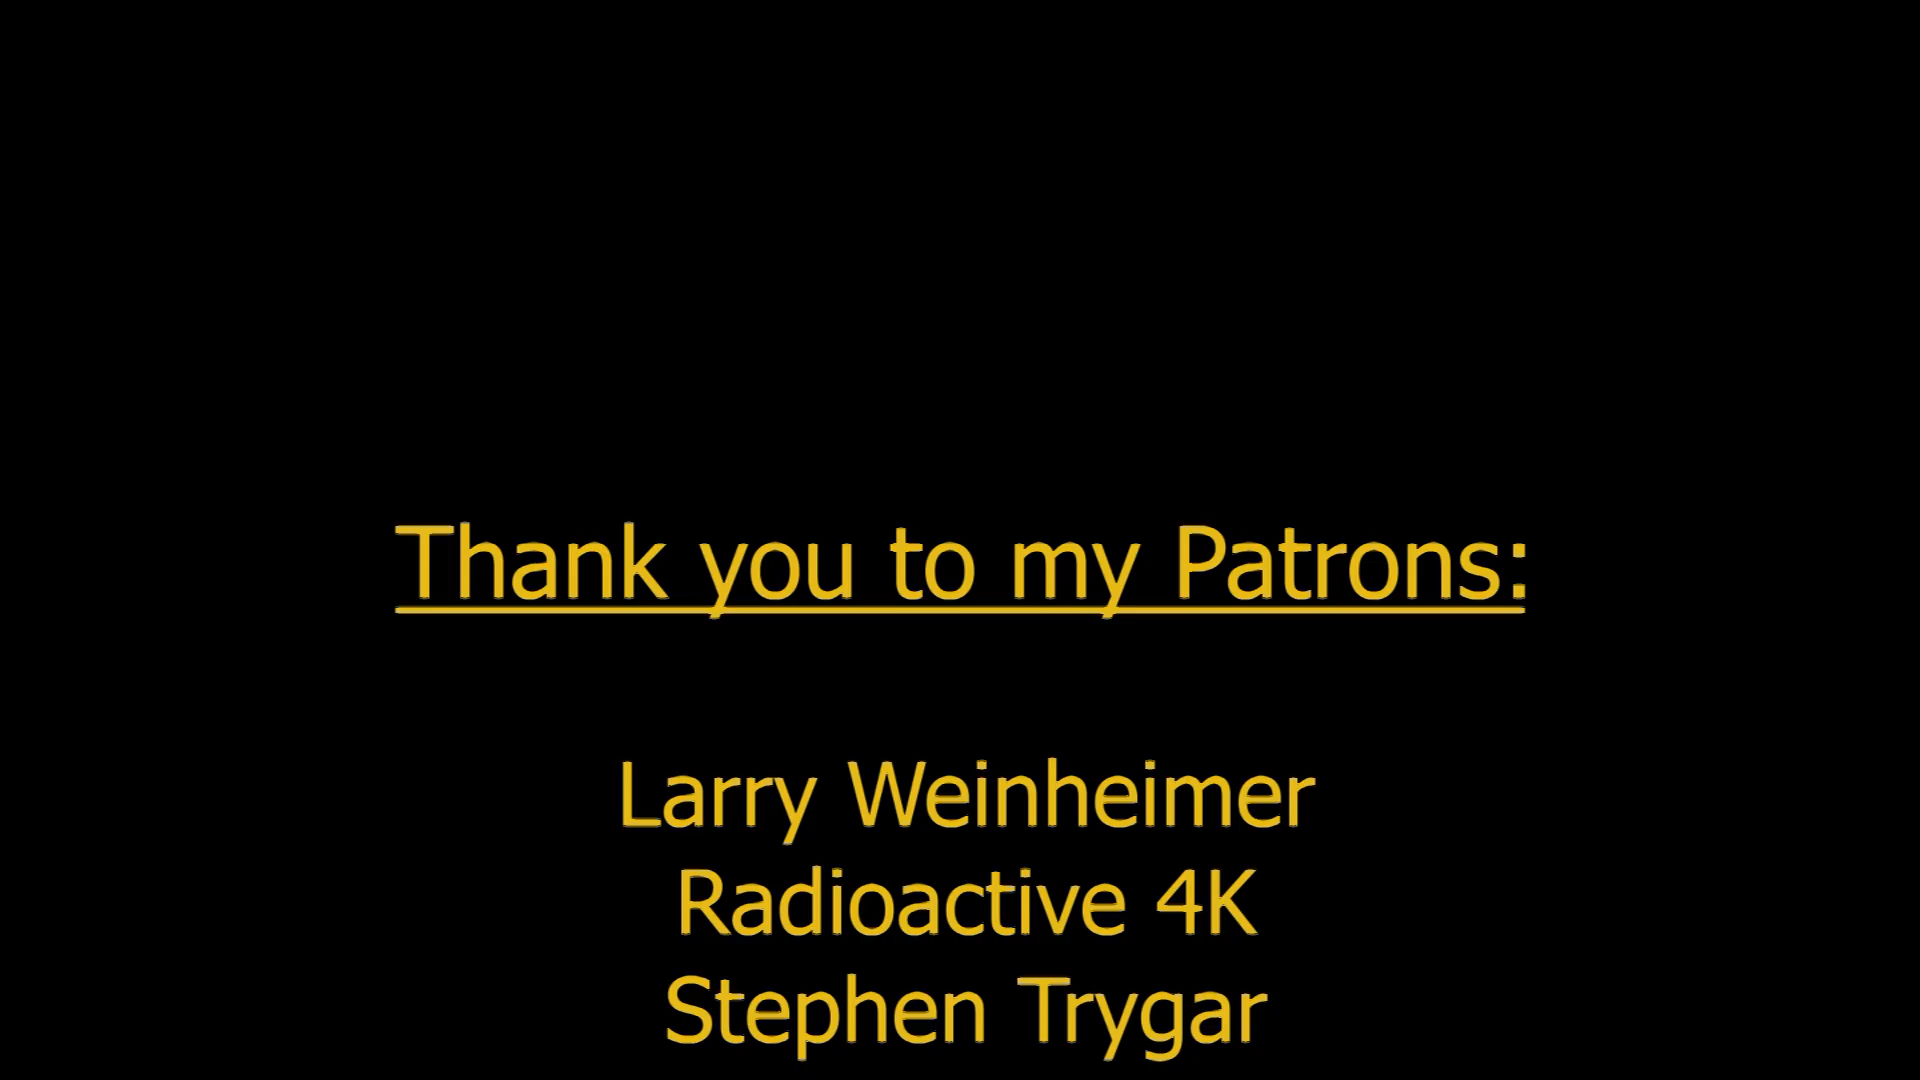 Thank you to my Patrons:
Larry Weinheimer
Radioactive 4K
Stephen Trygar